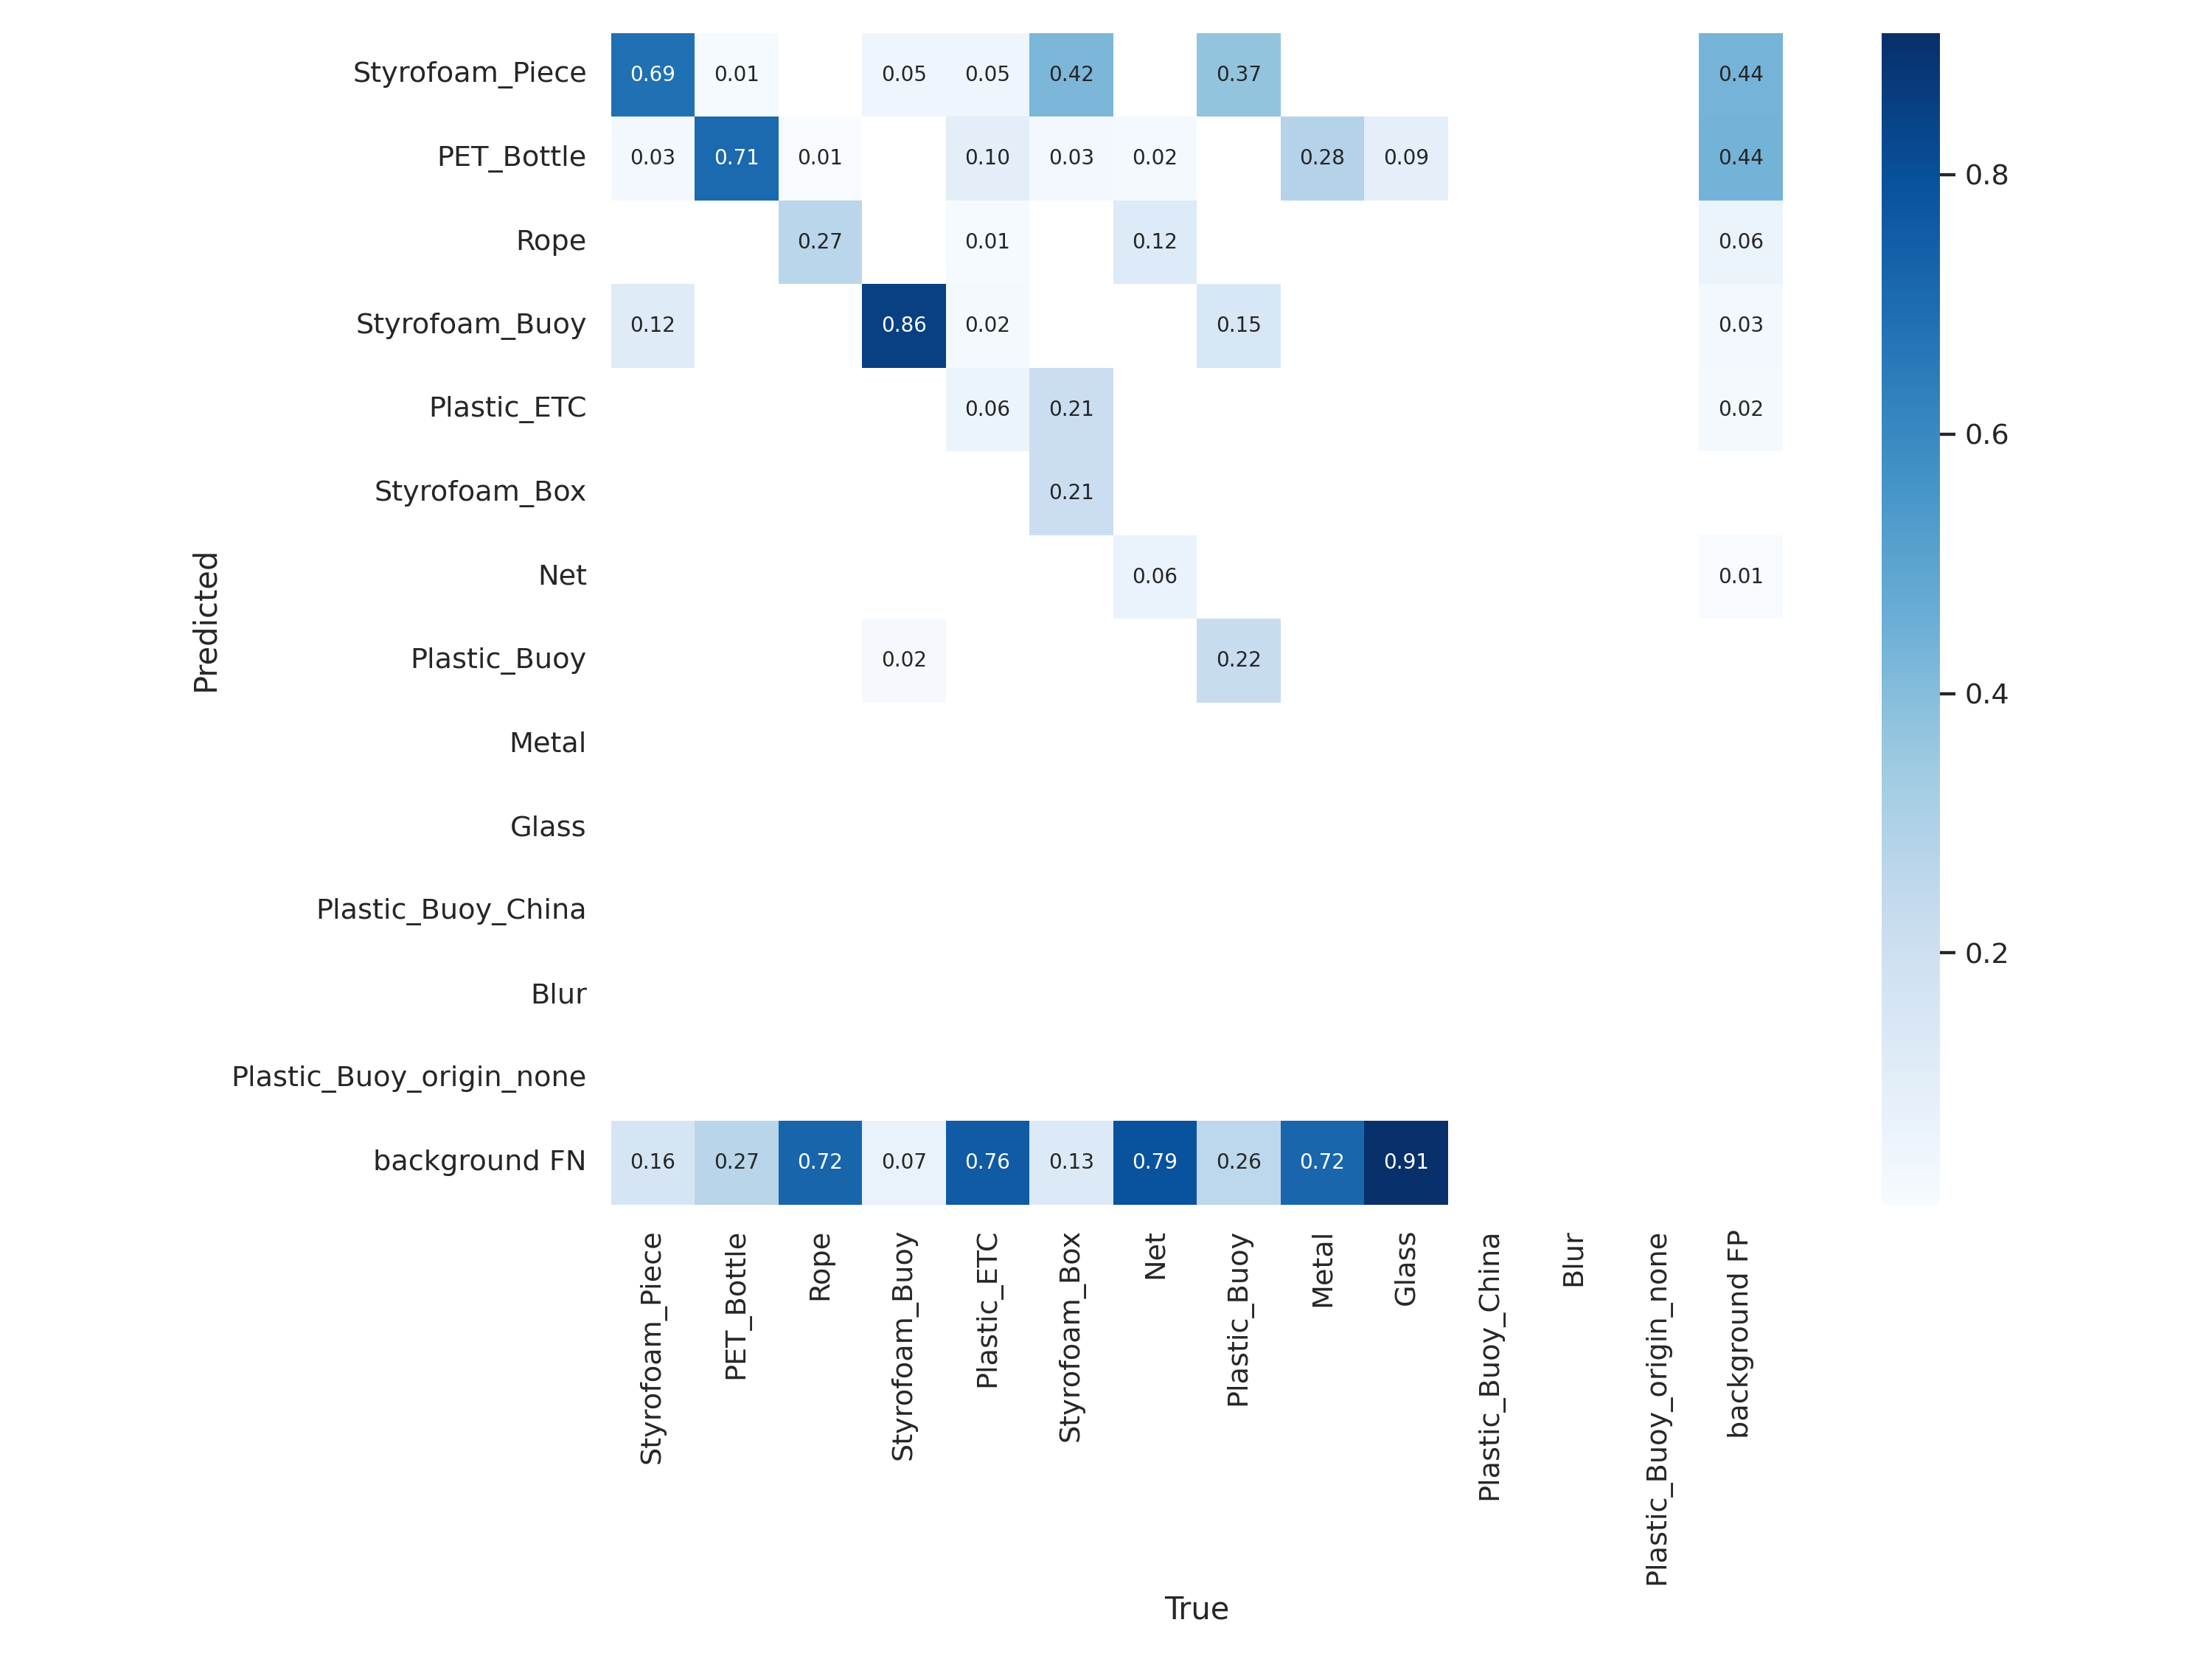 Styrofoam_Piece 0.69 0.01 0.05 0.05 0.42 0.37 0.44
PET_Bottle 0.03 0.71 0.01 0.10 0.03 0.02 0.28 0.09 0.44
0.8
Rope 0.27 0.01 0.12 0.06
Styrofoam_Buoy 0.12 0.86 0.02 0.15 0.03
Plastic_ETC 0.06 0.21 0.02
0.6
Styrofoam_Box 0.21
Net 0.06 0.01
Predicted
Plastic_Buoy 0.02 0.22
0.4
Metal
Glass
Plastic_Buoy_China
0.2
Blur
Plastic_Buoy_origin_none
background FN 0.16 0.27 0.72 0.07 0.76 0.13 0.79 0.26 0.72 0.91
Styrofoam_Piece
PET_Bottle
Rope
Styrofoam_Buoy
Plastic_ETC
Styrofoam_Box
Net
Plastic_Buoy
Metal
Glass
Plastic_Buoy_China
Blur
Plastic_Buoy_origin_none
background FP
True